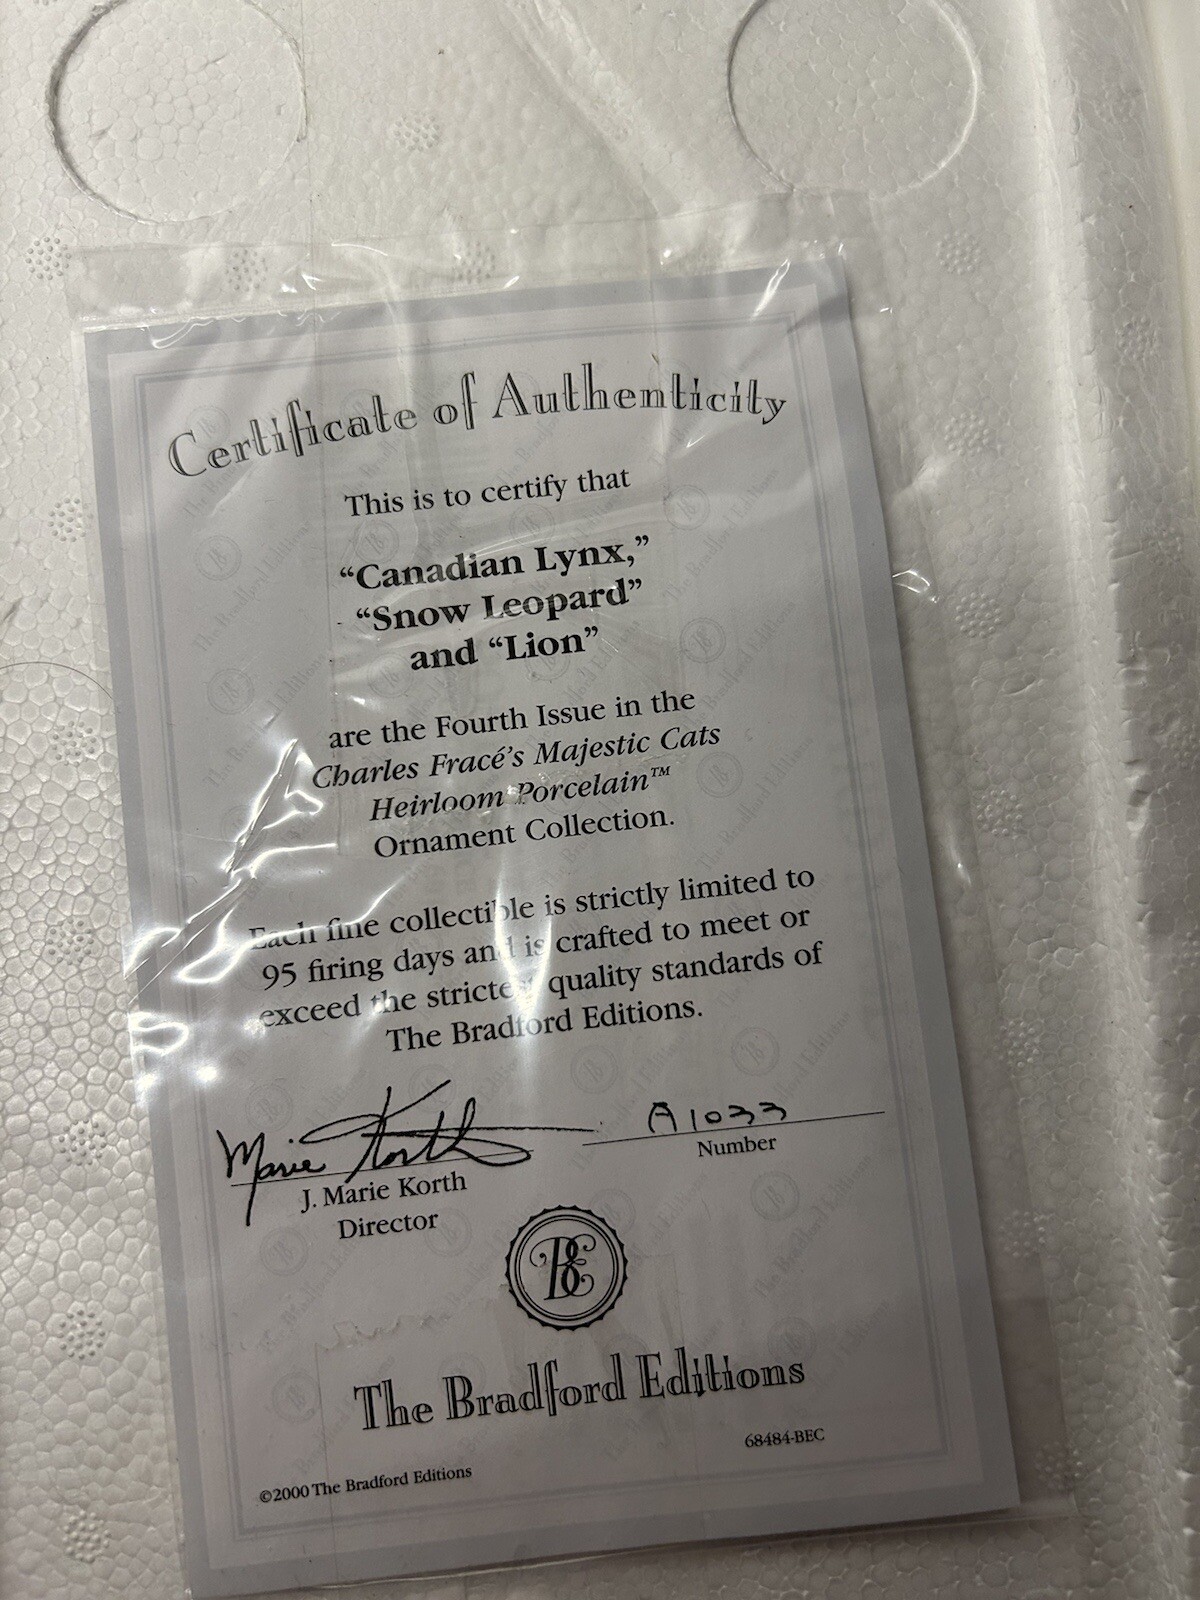 Certificate of Authenticity
This is to certify that
“Canadian Lynx,”
“Snow Leopard”
and “Lion”
are the Fourth Issue in the
Charles Fracé’s Majestic Cats
Heirloom Porcelain™
Ornament Collection.
Each fine collectible is strictly limited to
95 firing days and is crafted to meet or
exceed the strictest quality standards of
The Bradford Editions.
Marie Korth
A1033
J. Marie Korth
Number
Director
BE
The Bradford Editions
68484-BEC
©2000 The Bradford Editions